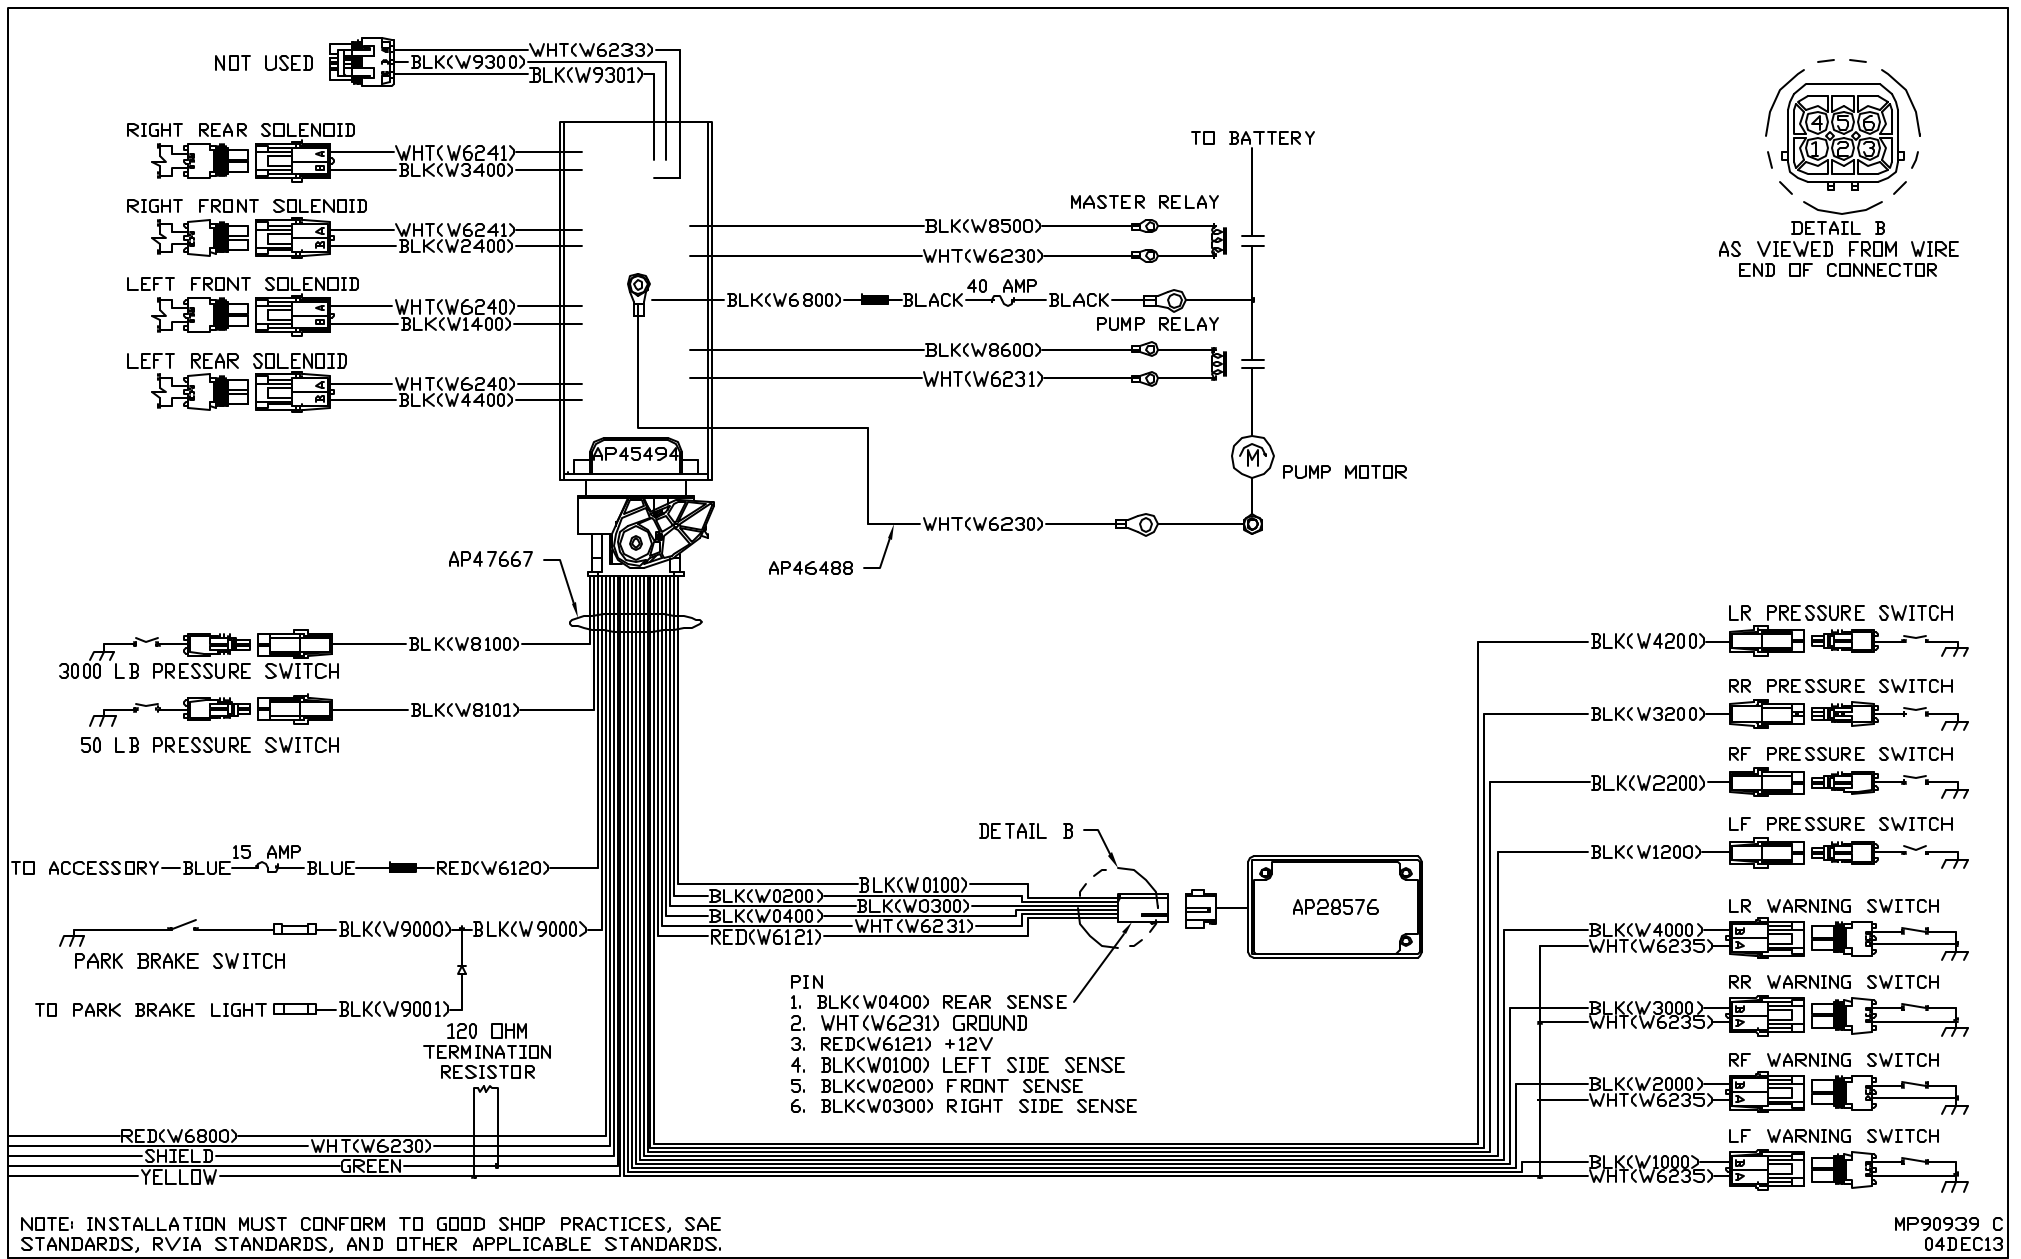 NOT USED
WHT(W6233)
BLK(W9300)
BLK(W9301)
RIGHT REAR SOLENOID
WHT(W6241)
BLK(W3400)
A
B
RIGHT FRONT SOLENOID
WHT(W6241)
BLK(W2400)
A
B
LEFT FRONT SOLENOID
WHT(W6240)
BLK(W1400)
A
B
LEFT REAR SOLENOID
WHT(W6240)
BLK(W4400)
A
B
TO BATTERY
MASTER RELAY
BLK(W8500)
WHT(W6230)
BLK(W6800)
BLACK
40 AMP
BLACK
PUMP RELAY
BLK(W8600)
WHT(W6231)
M
PUMP MOTOR
WHT(W6230)
AP46488
AP45494
AP47667
4 5 6
1 2 3
DETAIL B
AS VIEWED FROM WIRE
END OF CONNECTOR
BLK(W8100)
3000 LB PRESSURE SWITCH
BLK(W8101)
50 LB PRESSURE SWITCH
TO ACCESSORY
BLUE
15 AMP
BLUE
RED(W6120)
BLK(W9000)
BLK(W9000)
PARK BRAKE SWITCH
TO PARK BRAKE LIGHT
BLK(W9001)
120 OHM
TERMINATION
RESISTOR
RED(W6800)
WHT(W6230)
SHIELD
GREEN
YELLOW
DETAIL B
BLK(W0100)
BLK(W0200)
BLK(W0300)
BLK(W0400)
WHT(W6231)
RED(W6121)
AP28576
PIN
1. BLK(W0400) REAR SENSE
2. WHT(W6231) GROUND
3. RED(W6121) +12V
4. BLK(W0100) LEFT SIDE SENSE
5. BLK(W0200) FRONT SENSE
6. BLK(W0300) RIGHT SIDE SENSE
LR PRESSURE SWITCH
BLK(W4200)
RR PRESSURE SWITCH
BLK(W3200)
RF PRESSURE SWITCH
BLK(W2200)
LF PRESSURE SWITCH
BLK(W1200)
LR WARNING SWITCH
BLK(W4000)
WHT(W6235)
B
A
RR WARNING SWITCH
BLK(W3000)
WHT(W6235)
B
A
RF WARNING SWITCH
BLK(W2000)
WHT(W6235)
B
A
LF WARNING SWITCH
BLK(W1000)
WHT(W6235)
B
A
NOTE: INSTALLATION MUST CONFORM TO GOOD SHOP PRACTICES, SAE
STANDARDS, RVIA STANDARDS, AND OTHER APPLICABLE STANDARDS.
MP90939 C
04DEC13